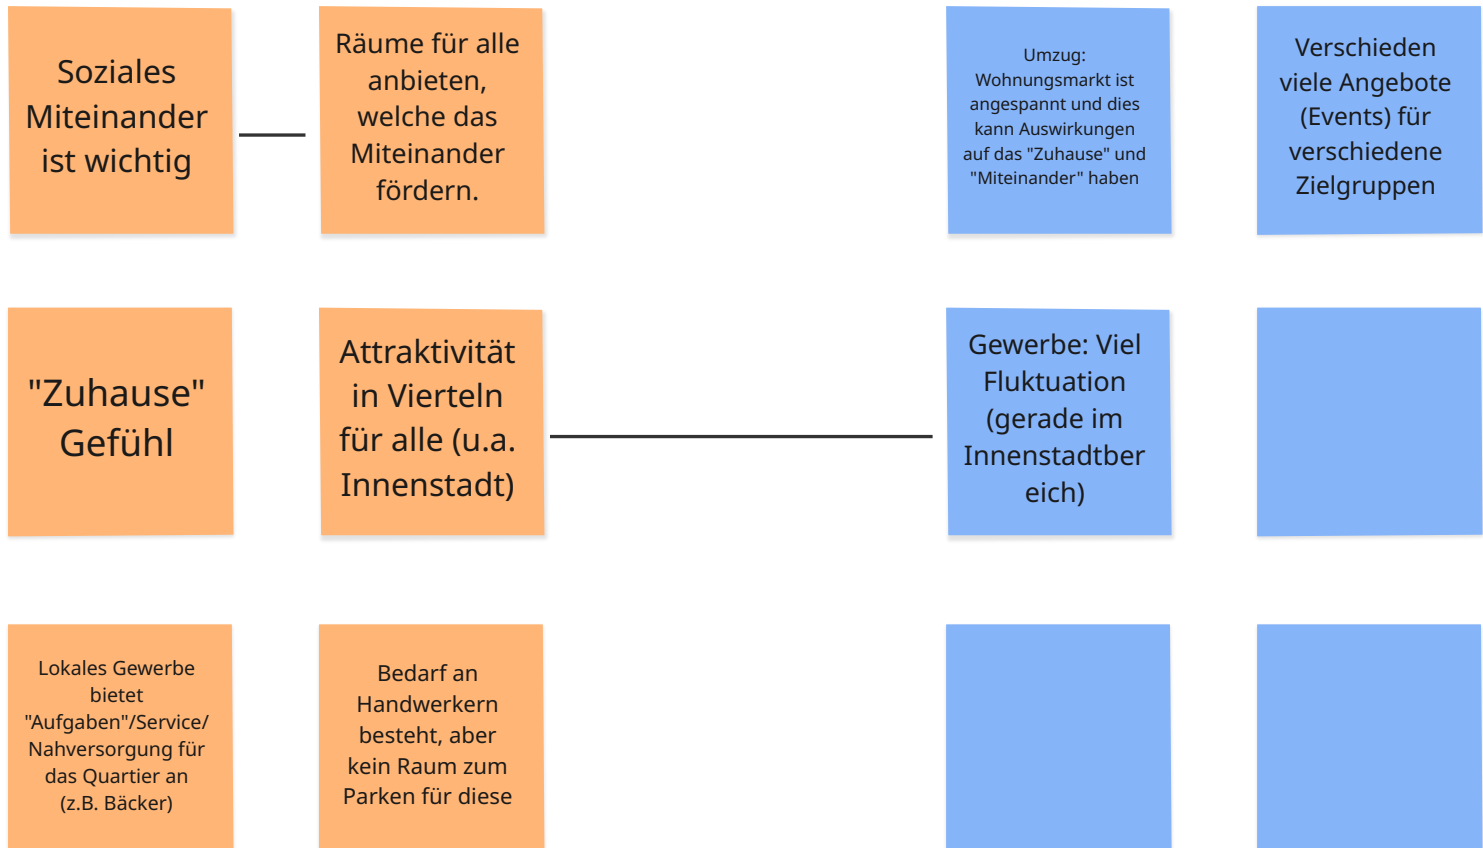 Soziales
Miteinander
ist wichtig
Räume für alle
anbieten,
welche das
Miteinander
fördern.
Umzug:
Wohnungsmarkt ist
angespannt und dies
kann Auswirkungen
auf das "Zuhause" und
"Miteinander" haben
Verschieden
viele Angebote
(Events) für
verschiedene
Zielgruppen
"Zuhause"
Gefühl
Attraktivität
in Vierteln
für alle (u.a.
Innenstadt)
Gewerbe: Viel
Fluktuation
(gerade im
Innenstadtber
eich)
Lokales Gewerbe
bietet
"Aufgaben"/Service/
Nahversorgung für
das Quartier an
(z.B. Bäcker)
Bedarf an
Handwerkern
besteht, aber
kein Raum zum
Parken für diese